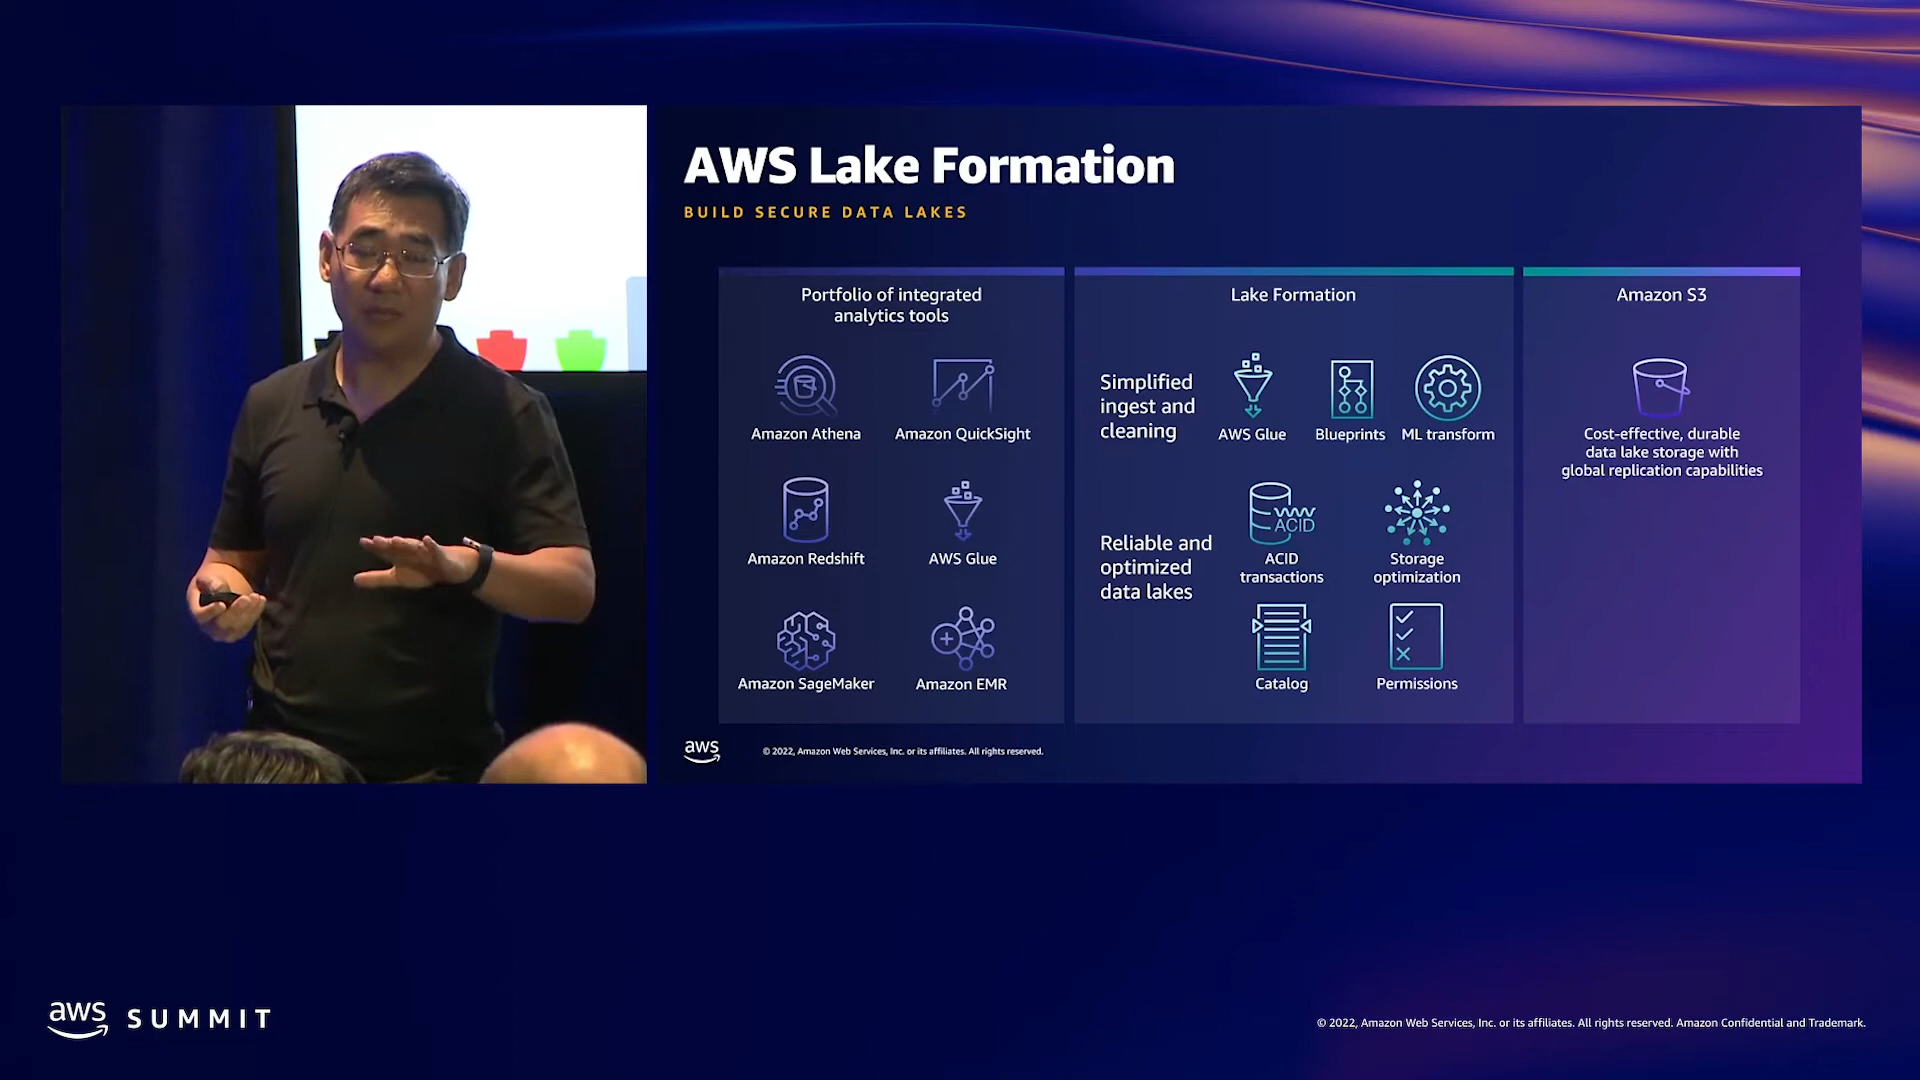 AWS Lake Formation
BUILD SECURE DATA LAKES
Portfolio of integrated
analytics tools
Amazon Athena
Amazon QuickSight
Amazon Redshift
AWS Glue
Amazon SageMaker
Amazon EMR
Lake Formation
Simplified
ingest and
cleaning
AWS Glue
Blueprints
ML transform
Reliable and
optimized
data lakes
ACID
ACID
transactions
Storage
optimization
Catalog
Permissions
Amazon S3
Cost-effective, durable
data lake storage with
global replication capabilities
aws
© 2022, Amazon Web Services, Inc. or its affiliates. All rights reserved.
aws SUMMIT
© 2022, Amazon Web Services, Inc. or its affiliates. All rights reserved. Amazon Confidential and Trademark.